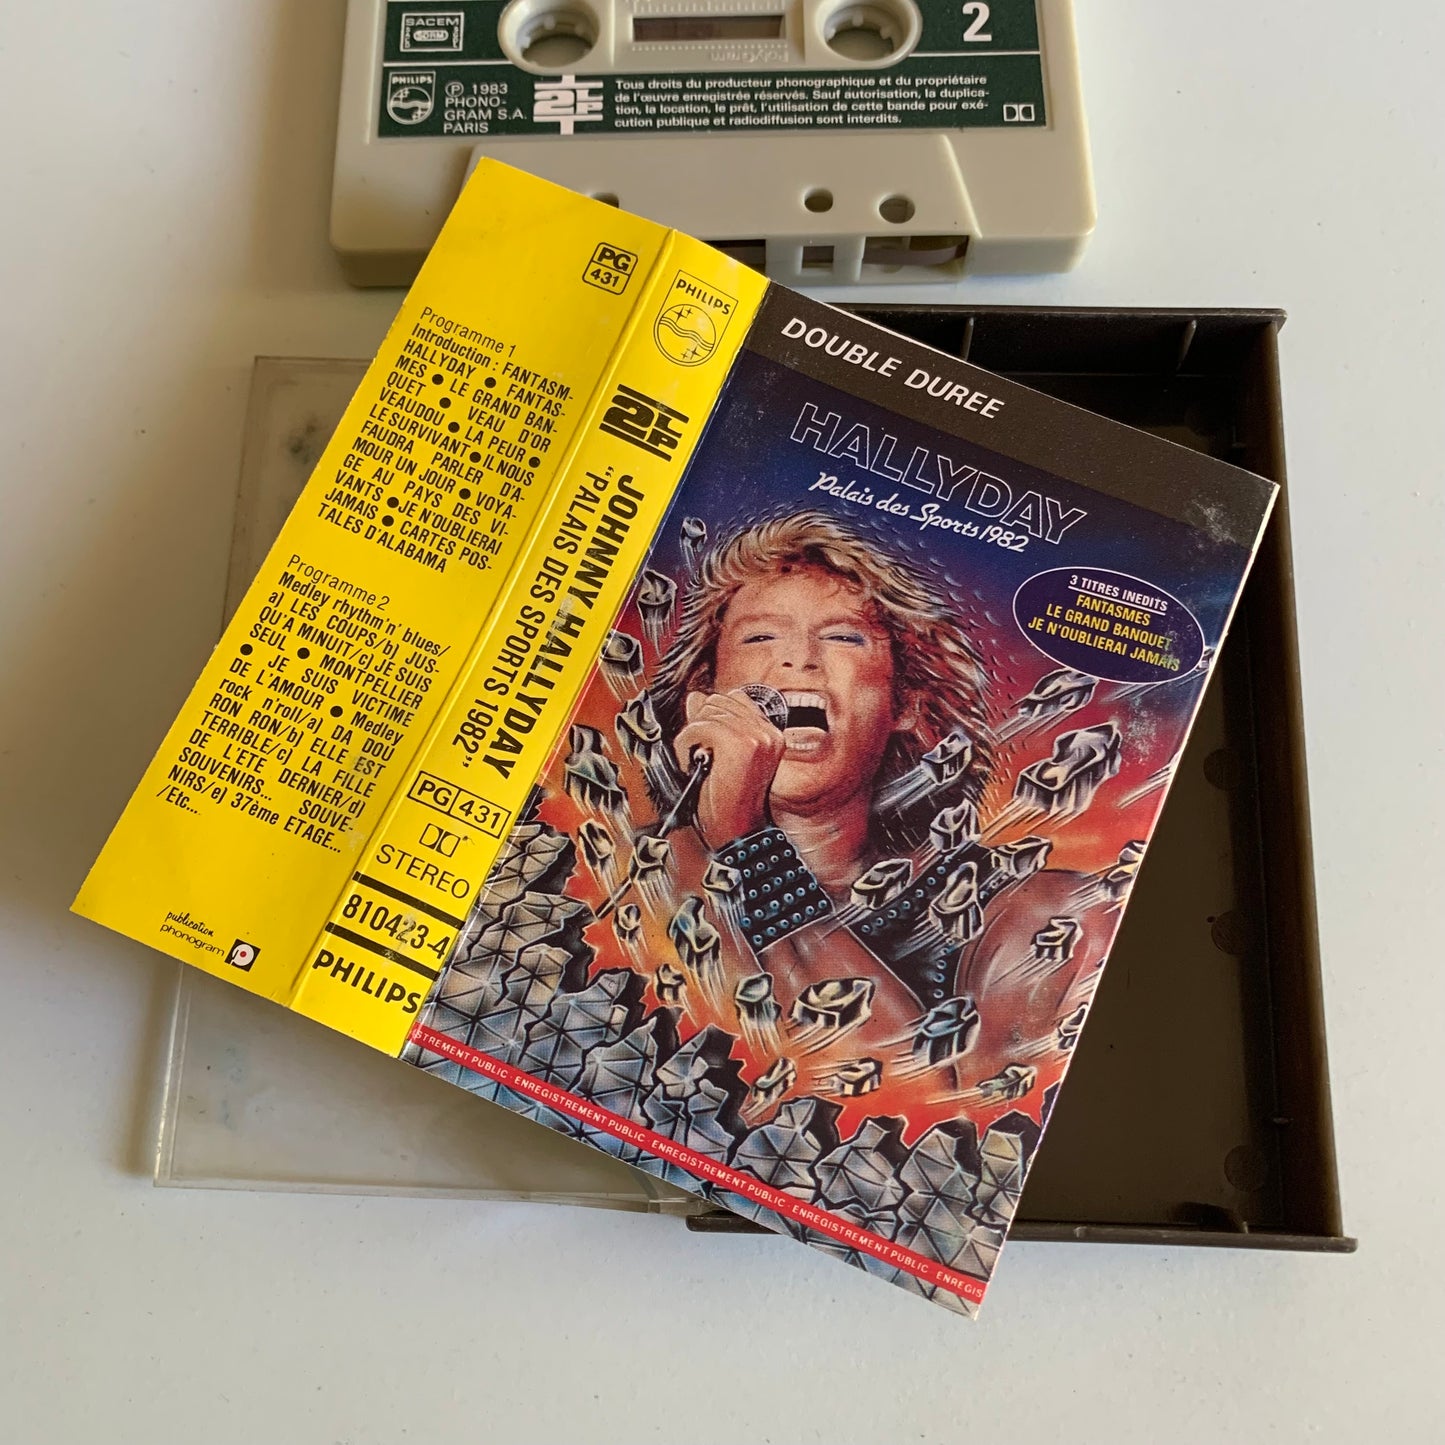 SACEM
SDRM
PolyGram
2
PHILIPS
℗ 1983
PHONO-
GRAM S.A.
PARIS
2LP
Tous droits du producteur phonographique et du propriétaire
de l'œuvre enregistrée réservés. Sauf autorisation, la duplica-
tion, la location, le prêt, l'utilisation de cette bande pour exé-
cution publique et radiodiffusion sont interdits.
PG
431
Programme 1
Introduction : FANTASM-
HALLYDAY ● FANTAS-
MES ● LE GRAND BAN-
QUET ● VEAU D'OR
VEAUDOU ● LA PEUR ●
LE SURVIVANT ● IL NOUS
FAUDRA PARLER D'A-
MOUR UN JOUR ● VOYA-
GE AU PAYS DES VI-
VANTS ● JE N'OUBLIERAI
JAMAIS ● CARTES POS-
TALES D'ALABAMA
Programme 2
Medley rhythm'n' blues/
a) LES COUPS/b) JUS-
QU'A MINUIT/c) JE SUIS
SEUL ● MONTPELLIER
● JE SUIS VICTIME
DE L'AMOUR ● Medley
rock n'roll/a) DA DOU
RON RON/b) ELLE EST
TERRIBLE/c) LA FILLE
DE L'ETE DERNIER/d)
SOUVENIRS... SOUVE-
NIRS/e) 37ème ETAGE...
/Etc...
publication
phonogram
PHILIPS
2LP
JOHNNY HALLYDAY
"PALAIS DES SPORTS 1982"
PG 431
STEREO
810423-4
PHILIPS
DOUBLE DUREE
HALLYDAY
Palais des Sports 1982
3 TITRES INEDITS
FANTASMES
LE GRAND BANQUET
JE N'OUBLIERAI JAMAIS
STREMENT PUBLIC · ENREGISTREMENT PUBLIC · ENREGISTREMENT PUBLIC · ENREGISTREMENT PUBLIC · ENREGIS